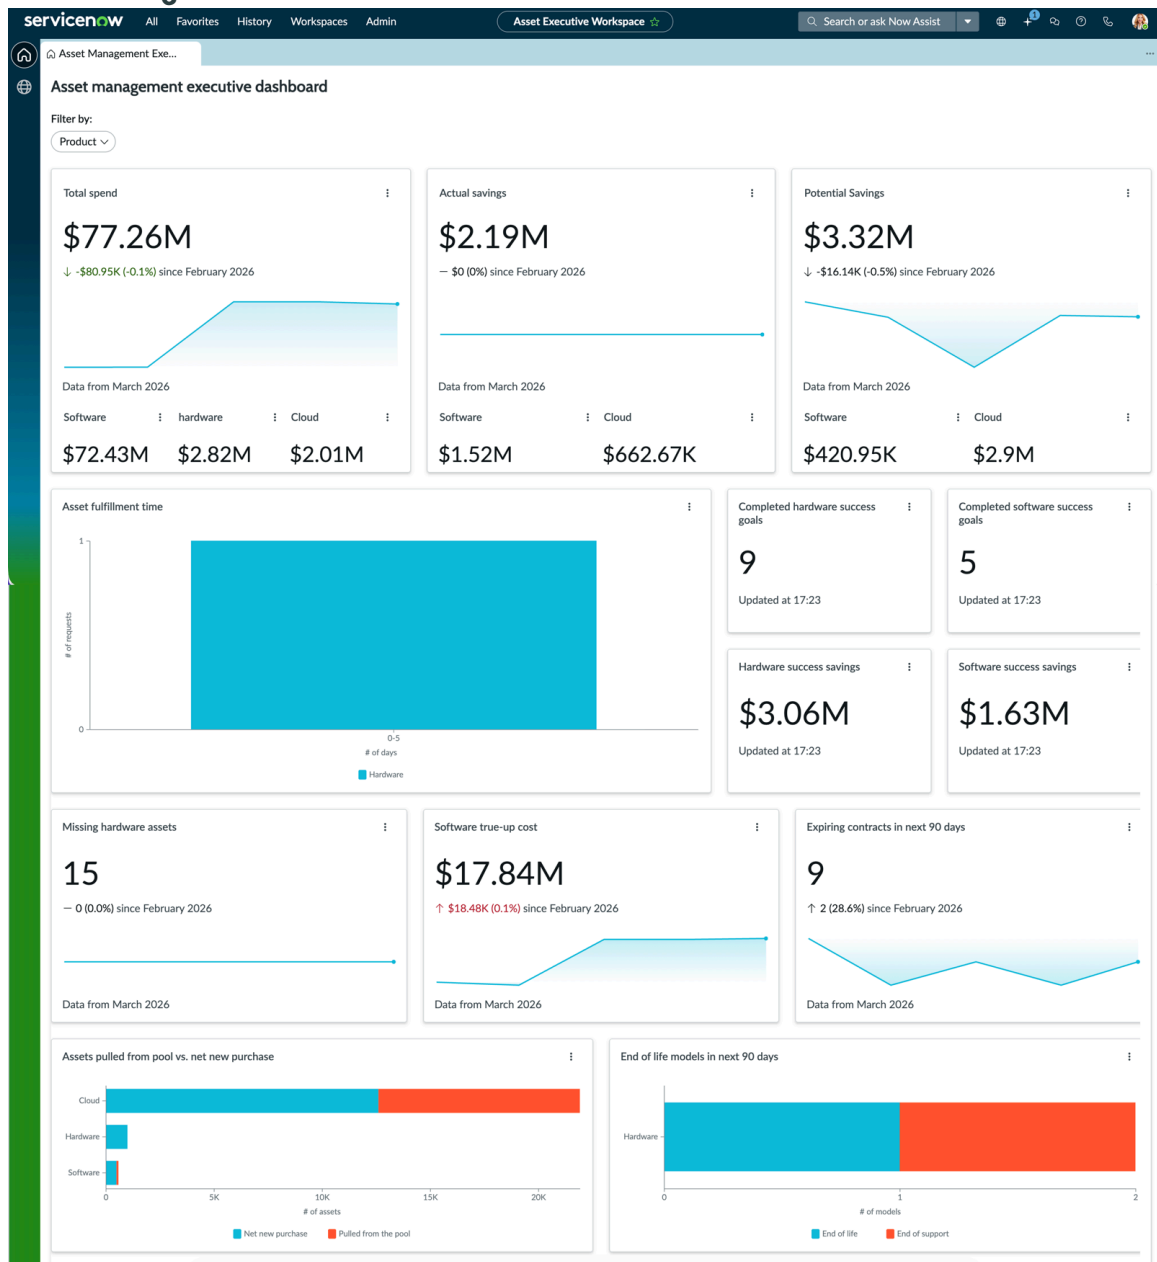 servicenow All Favorites History Workspaces Admin Asset Executive Workspace Search or ask Now Assist 1
Asset Management Exe...
Asset management executive dashboard
Filter by:
Product
Total spend
$77.26M
-$80.95K (-0.1%) since February 2026
Data from March 2026
Software hardware Cloud
$72.43M $2.82M $2.01M
Actual savings
$2.19M
— $0 (0%) since February 2026
Data from March 2026
Software Cloud
$1.52M $662.67K
Potential Savings
$3.32M
-$16.14K (-0.5%) since February 2026
Data from March 2026
Software Cloud
$420.95K $2.9M
Asset fulfillment time
1
# of requests
0
0-5
# of days
Hardware
Completed hardware success
goals
9
Updated at 17:23
Completed software success
goals
5
Updated at 17:23
Hardware success savings
$3.06M
Updated at 17:23
Software success savings
$1.63M
Updated at 17:23
Missing hardware assets
15
— 0 (0.0%) since February 2026
Data from March 2026
Software true-up cost
$17.84M
$18.48K (0.1%) since February 2026
Data from March 2026
Expiring contracts in next 90 days
9
2 (28.6%) since February 2026
Data from March 2026
Assets pulled from pool vs. net new purchase
Cloud
Hardware
Software
0 5K 10K 15K 20K
# of assets
Net new purchase Pulled from the pool
End of life models in next 90 days
Hardware
0 1 2
# of models
End of life End of support